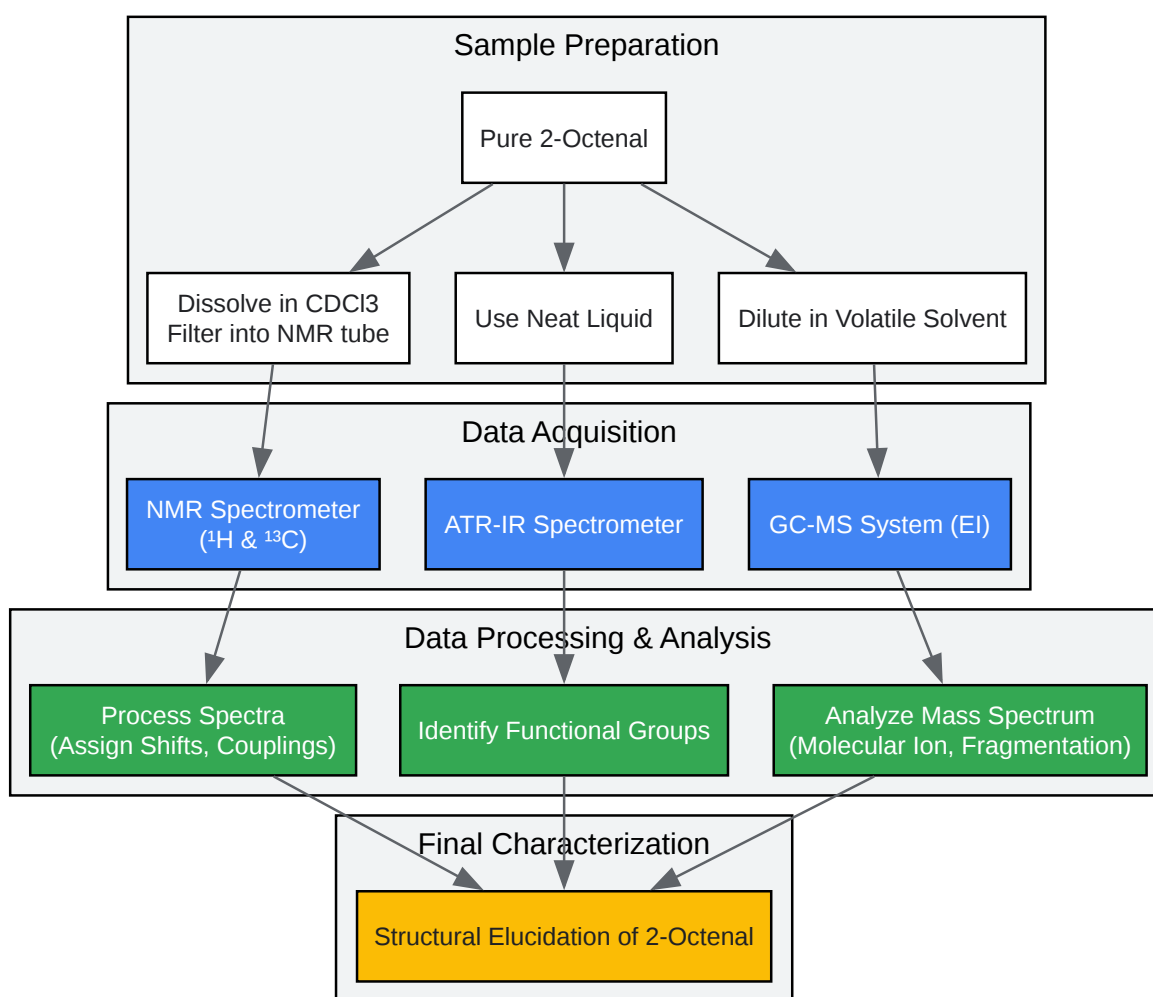 Sample Preparation
Pure 2-Octenal
Dissolve in CDCl3
Filter into NMR tube
Use Neat Liquid
Dilute in Volatile Solvent
Data Acquisition
NMR Spectrometer
(¹H & ¹³C)
ATR-IR Spectrometer
GC-MS System (EI)
Data Processing & Analysis
Process Spectra
(Assign Shifts, Couplings)
Identify Functional Groups
Analyze Mass Spectrum
(Molecular Ion, Fragmentation)
Final Characterization
Structural Elucidation of 2-Octenal